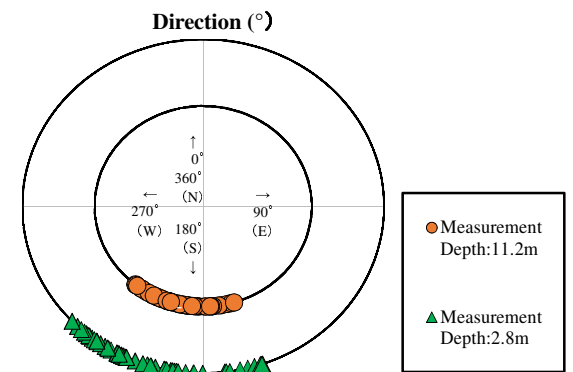 Direction (°)
↑
0°
360°
(N)
← →
270° 90°
(W) (E)
180°
(S)
↓
Measurement
Depth:11.2m
Measurement
Depth:2.8m